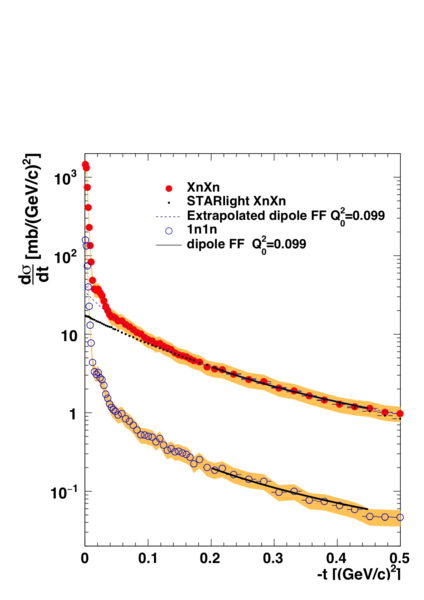 dσ/dt [mb/(GeV/c)²]
10³
10²
10
1
10⁻¹
XnXn
STARlight XnXn
Extrapolated dipole FF Q₀²=0.099
1n1n
dipole FF Q₀²=0.099
0 0.1 0.2 0.3 0.4 0.5
-t [(GeV/c)²]